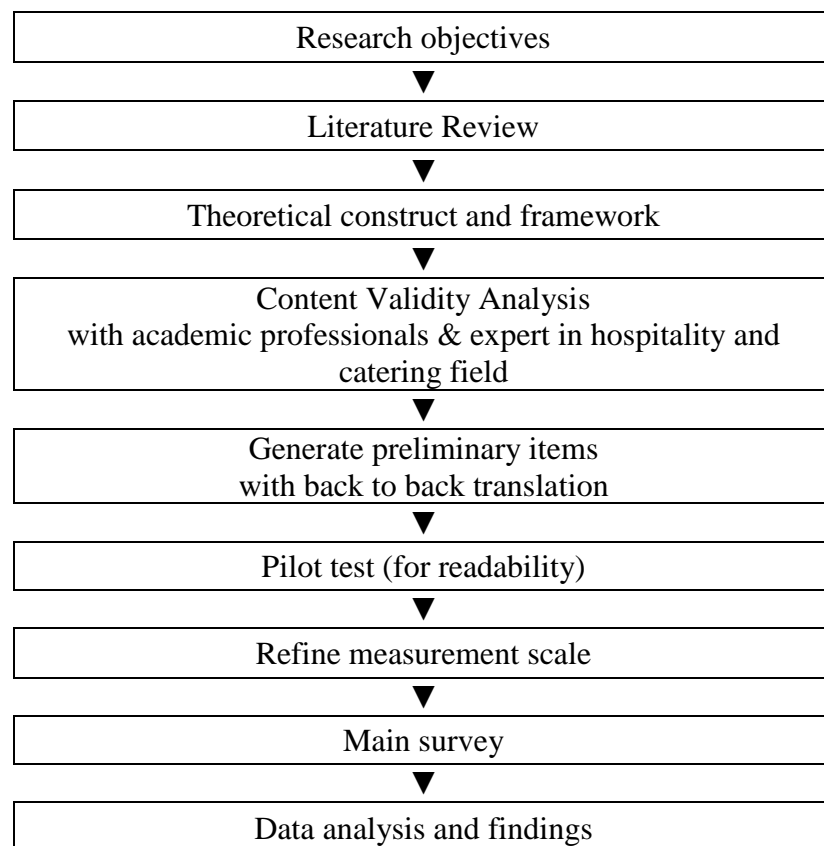 Research objectives
Literature Review
Theoretical construct and framework
Content Validity Analysis
with academic professionals & expert in hospitality and
catering field
Generate preliminary items
with back to back translation
Pilot test (for readability)
Refine measurement scale
Main survey
Data analysis and findings